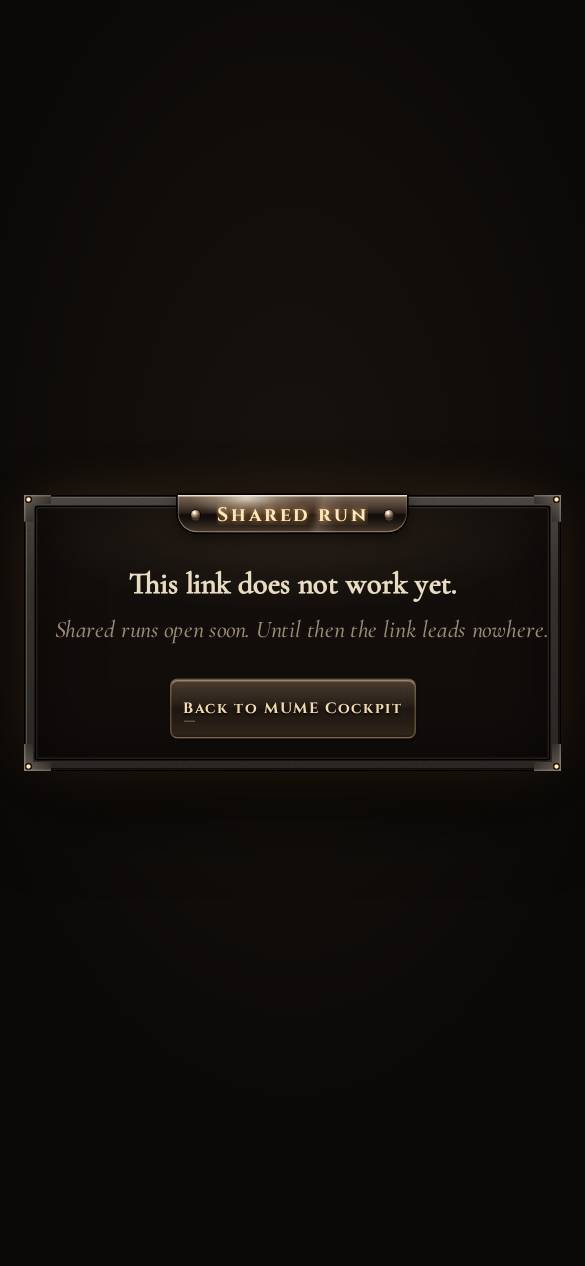 Shared run
This link does not work yet.
Shared runs open soon. Until then the link leads nowhere.
Back to MUME Cockpit